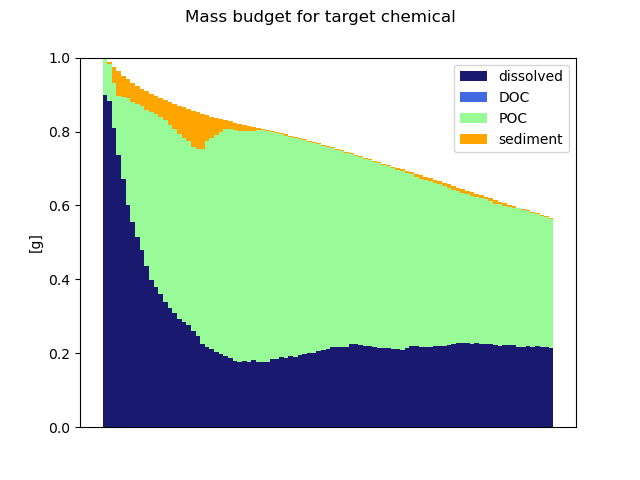 Mass budget for target chemical
1.0
0.8
0.6
0.4
0.2
0.0
[g]
dissolved
DOC
POC
sediment